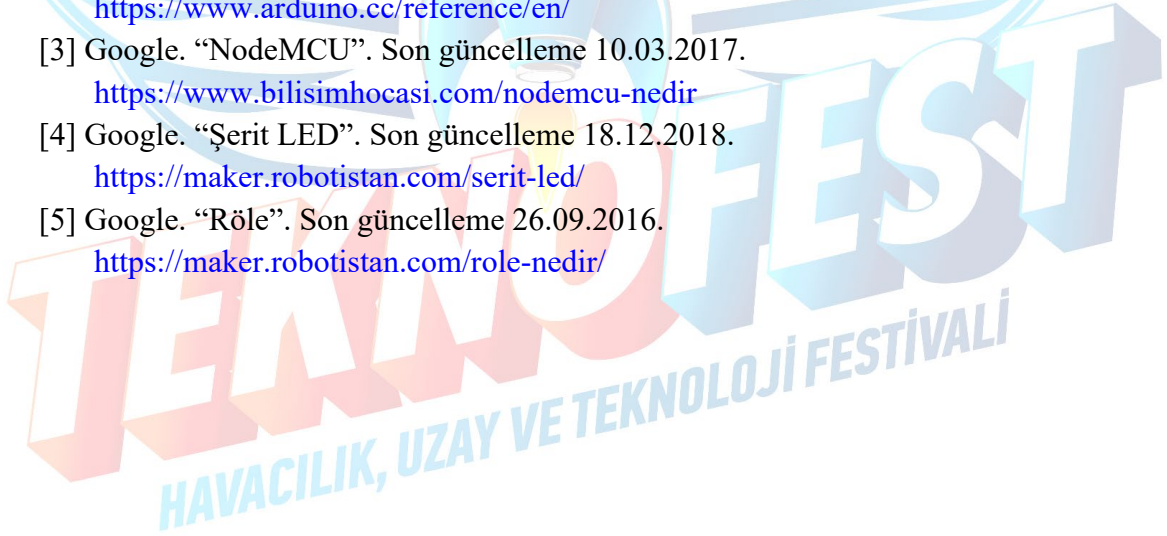 https://www.arduino.cc/reference/en/
[3] Google. “NodeMCU”. Son güncelleme 10.03.2017.
https://www.bilisimhocasi.com/nodemcu-nedir
[4] Google. “Şerit LED”. Son güncelleme 18.12.2018.
https://maker.robotistan.com/serit-led/
[5] Google. “Röle”. Son güncelleme 26.09.2016.
https://maker.robotistan.com/role-nedir/
TEKNOFEST
HAVACILIK, UZAY VE TEKNOLOJİ FESTİVALİ